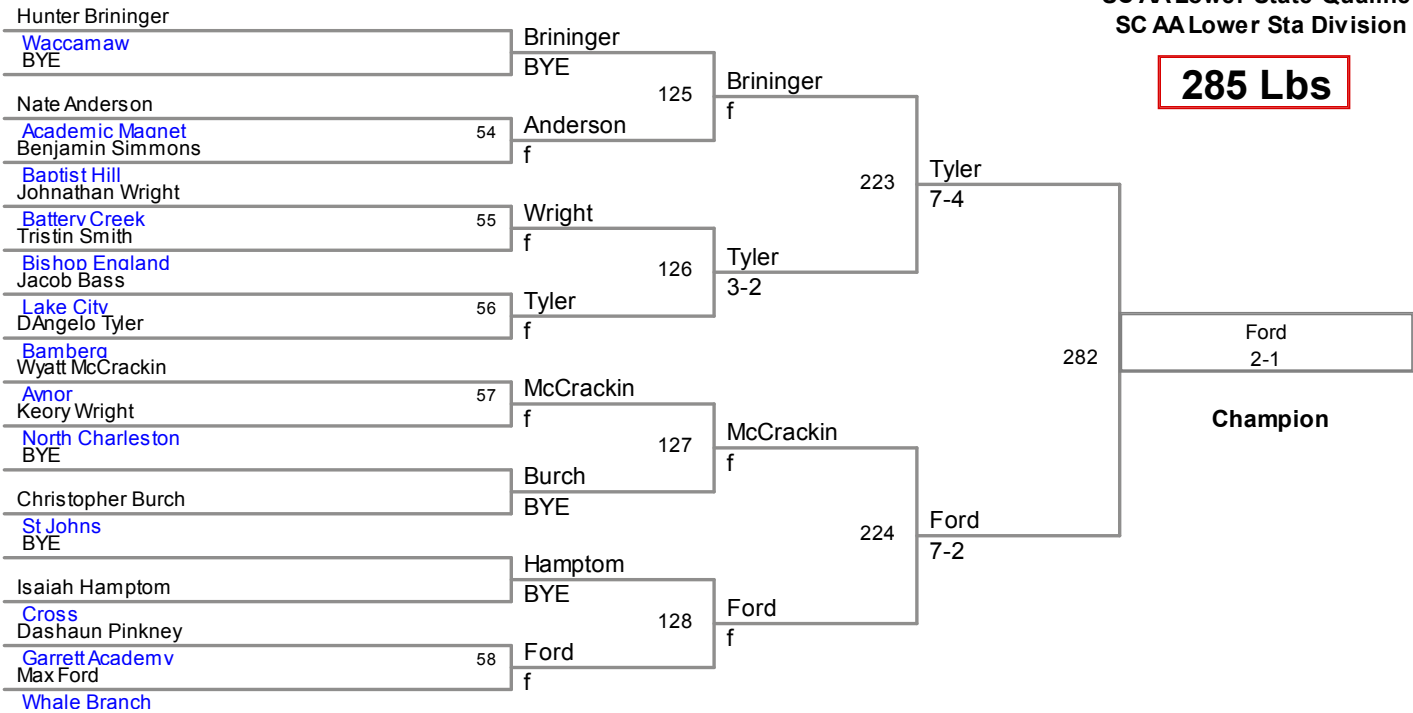 SC AA Lower State Qualifie
SC AA Lower Sta Division
285 Lbs
Hunter Brininger
Waccamaw
BYE
Nate Anderson
Academic Magnet
Benjamin Simmons
Baptist Hill
Johnathan Wright
Battery Creek
Tristin Smith
Bishop England
Jacob Bass
Lake City
DAngelo Tyler
Bamberg
Wyatt McCrackin
Aynor
Keory Wright
North Charleston
BYE
Christopher Burch
St Johns
BYE
Isaiah Hamptom
Cross
Dashaun Pinkney
Garrett Academy
Max Ford
Whale Branch
54
55
56
57
58
Brininger
BYE
Anderson
f
Wright
f
Tyler
f
McCrackin
f
Burch
BYE
Hamptom
BYE
Ford
f
125
126
127
128
Brininger
f
Tyler
3-2
McCrackin
f
Ford
f
223
224
Tyler
7-4
Ford
7-2
282
Ford
2-1
Champion